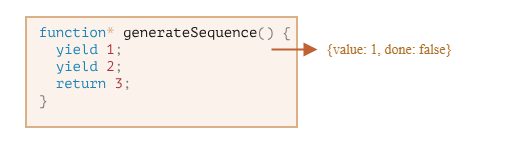 function* generateSequence() {
  yield 1;
  yield 2;
  return 3;
}
{value: 1, done: false}